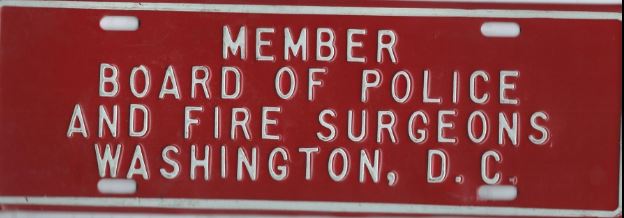 MEMBER
BOARD OF POLICE
AND FIRE SURGEONS
WASHINGTON, D.C.